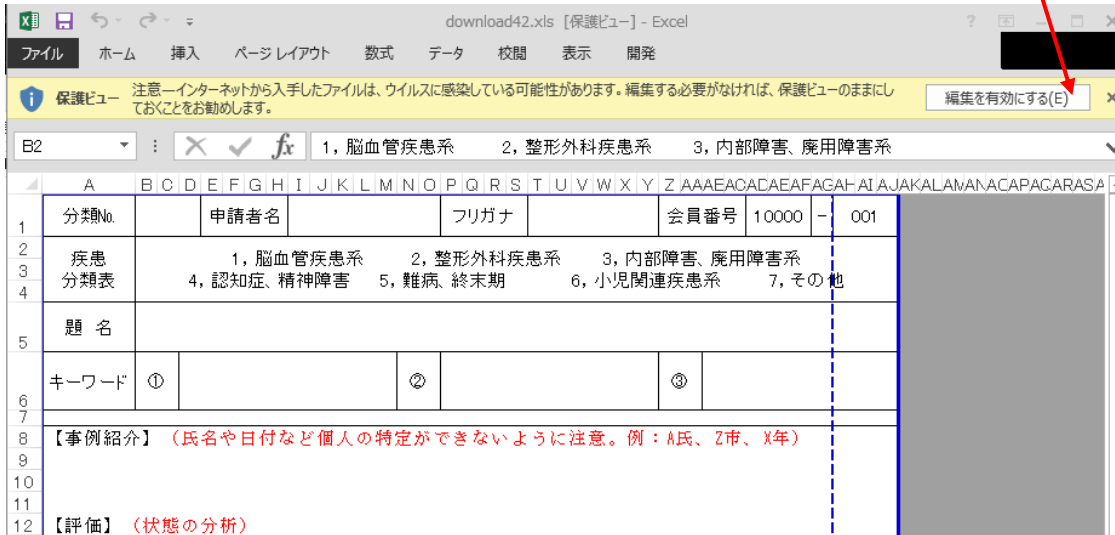 download42.xls [保護ビュー] - Excel
ファイル ホーム 挿入 ページ レイアウト 数式 データ 校閲 表示 開発
保護ビュー 注意—インターネットから入手したファイルは、ウイルスに感染している可能性があります。編集する必要がなければ、保護ビューのままにし
ておくことをお勧めします。
編集を有効にする(E)
B2 fx 1,脳血管疾患系 2,整形外科疾患系 3,内部障害、廃用障害系
A B C D E F G H I J K L M N O P Q R S T U V W X Y Z AAAEACADAEAFAGAHAIAJAKALAMANACAPAGARASA
1 分類No. 申請者名 フリガナ 会員番号 10000 - 001
2
3 疾患 1,脳血管疾患系 2,整形外科疾患系 3,内部障害、廃用障害系
4 分類表 4,認知症、精神障害 5,難病、終末期 6,小児関連疾患系 7,その他
5 題 名
6 キーワード ① ② ③
7
8 【事例紹介】 (氏名や日付など個人の特定ができないように注意。例:A氏、Z市、X年)
9
10
11
12 【評価】 (状態の分析)